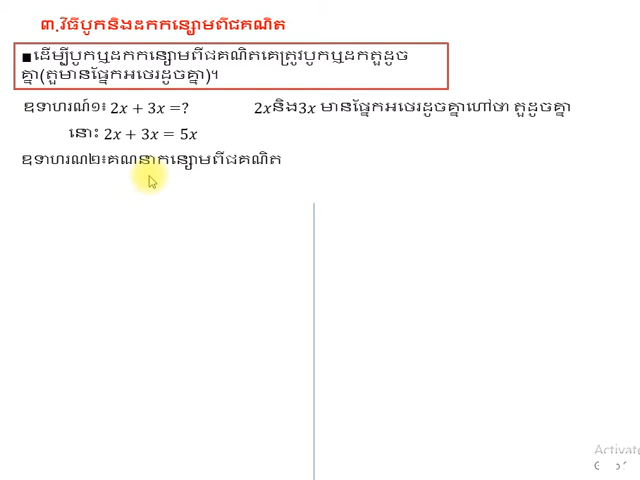 ៣.វិធីបូកនិងដកកន្សោមពីជគណិត
■ដើម្បីបូកឬដកកន្សោមពីជគណិតគេត្រូវបូកឬដកតួដូច
គ្នា(តួមានផ្នែកអថេរដូចគ្នា)។
ឧទាហរណ៍១៖ 2x + 3x =? 2xនិង3x មានផ្នែកអថេរដូចគ្នាហៅថា តួដូចគ្នា
នោះ 2x + 3x = 5x
ឧទាហរណ២៖គណនាកន្សោមពីជគណិត
Activate